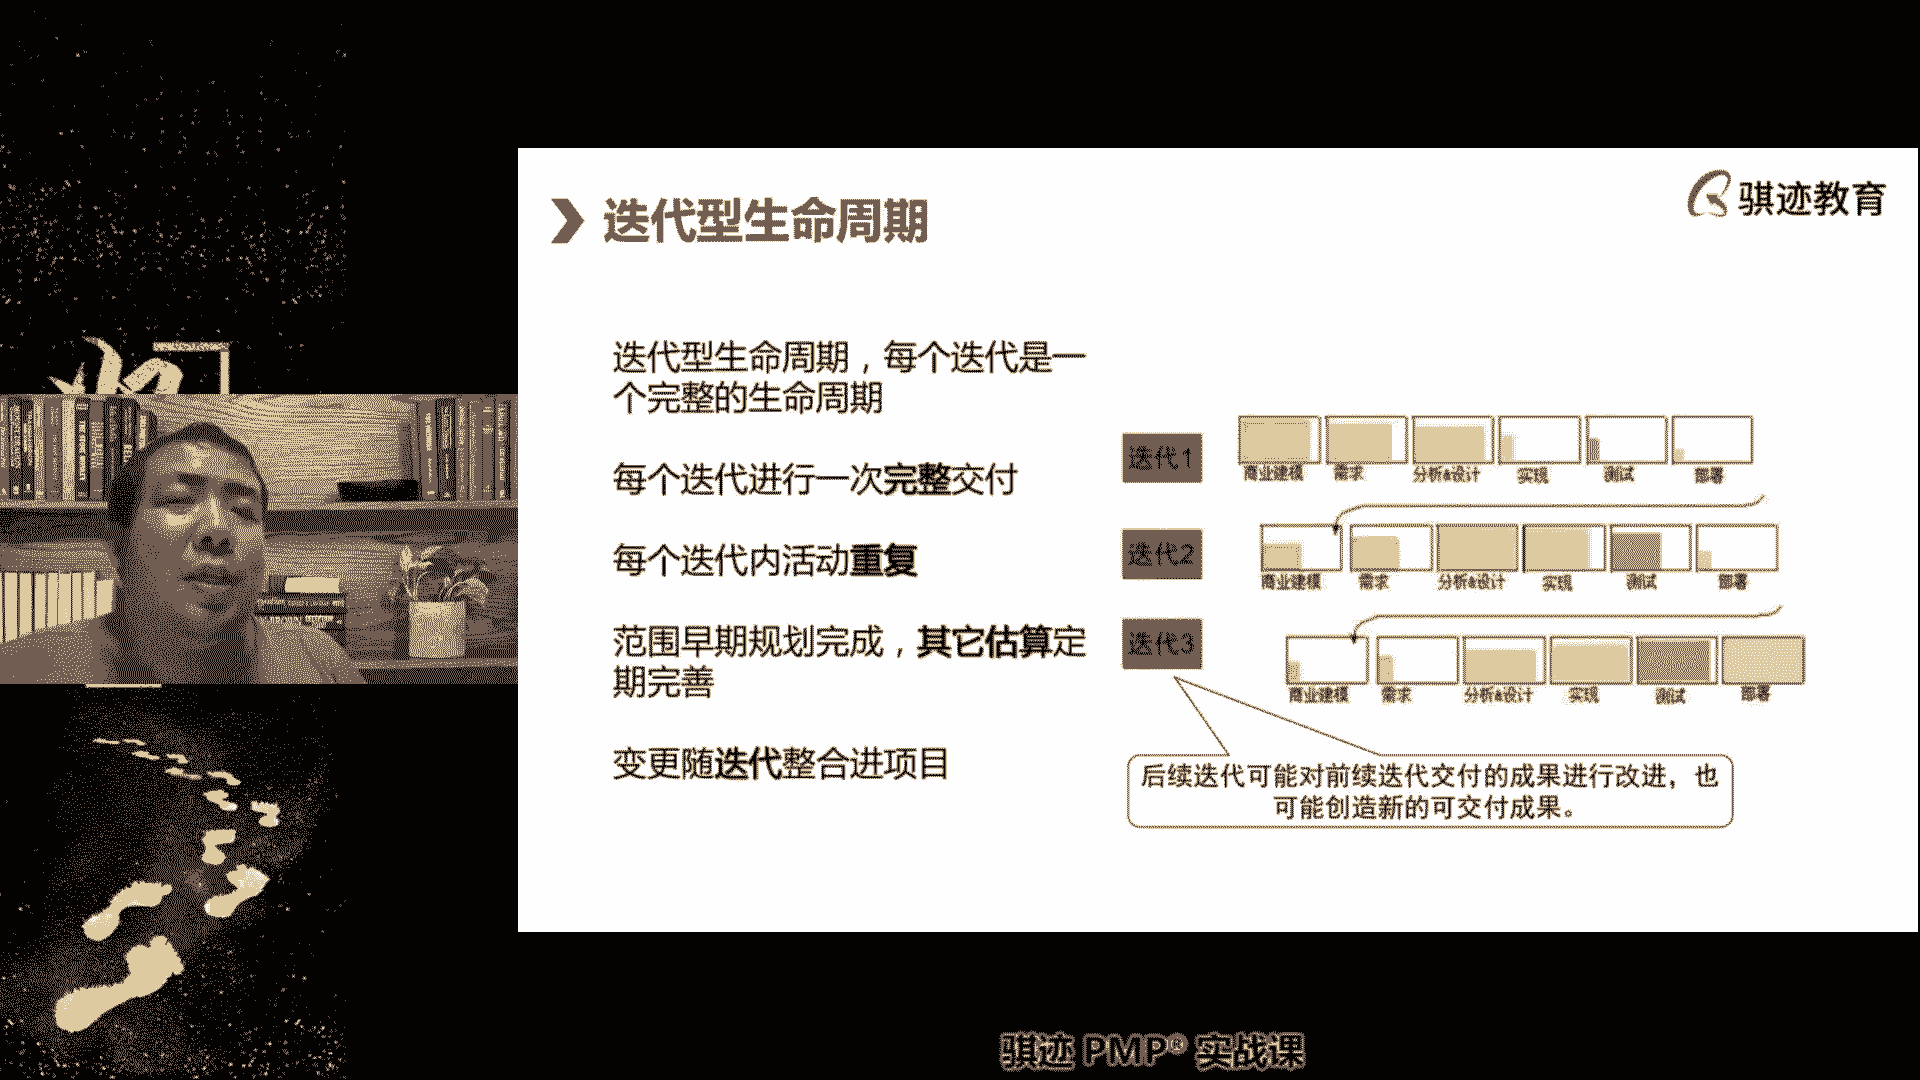 骐迹教育
迭代型生命周期
迭代型生命周期，每个迭代是一
个完整的生命周期
每个迭代进行一次完整交付
每个迭代内活动重复
范围早期规划完成，其它估算定
期完善
变更随迭代整合进项目
迭代1
商业建模 需求 分析&设计 实现 测试 部署
迭代2
商业建模 需求 分析&设计 实现 测试 部署
迭代3
商业建模 需求 分析&设计 实现 测试 部署
后续迭代可能对前续迭代交付的成果进行改进，也
可能创造新的可交付成果。
骐迹 PMP® 实战课